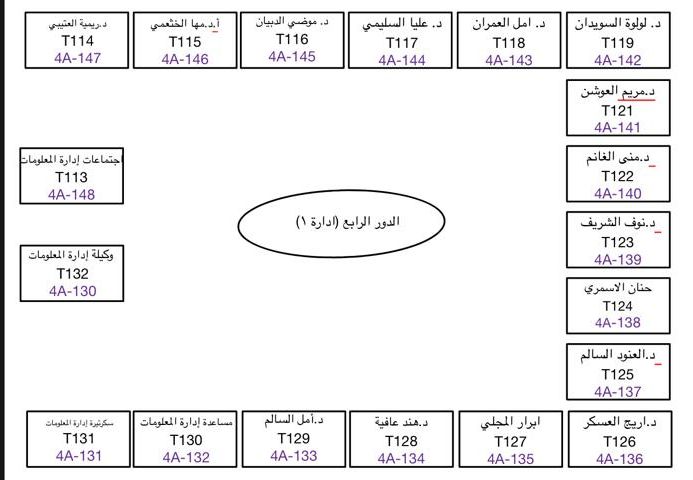 د. لولوة السويدان
T119
4A-142
د. امل العمران
T118
4A-143
د. عليا السليمي
T117
4A-144
د. موضي الدبيان
T116
4A-145
أ.د.مها الخثعمي
T115
4A-146
د.ريمية العتيبي
T114
4A-147
د.مريم العوشن
T121
4A-141
د.منى الغانم
T122
4A-140
اجتماعات إدارة المعلومات
T113
4A-148
د.نوف الشريف
T123
4A-139
الدور الرابع (ادارة ١)
وكيلة إدارة المعلومات
T132
4A-130
حنان الاسمري
T124
4A-138
د.العنود السالم
T125
4A-137
د.اريج العسكر
T126
4A-136
ابرار المجلي
T127
4A-135
د.هند عافية
T128
4A-134
د.أمل السالم
T129
4A-133
مساعدة إدارة المعلومات
T130
4A-132
سكرتيرة إدارة المعلومات
T131
4A-131